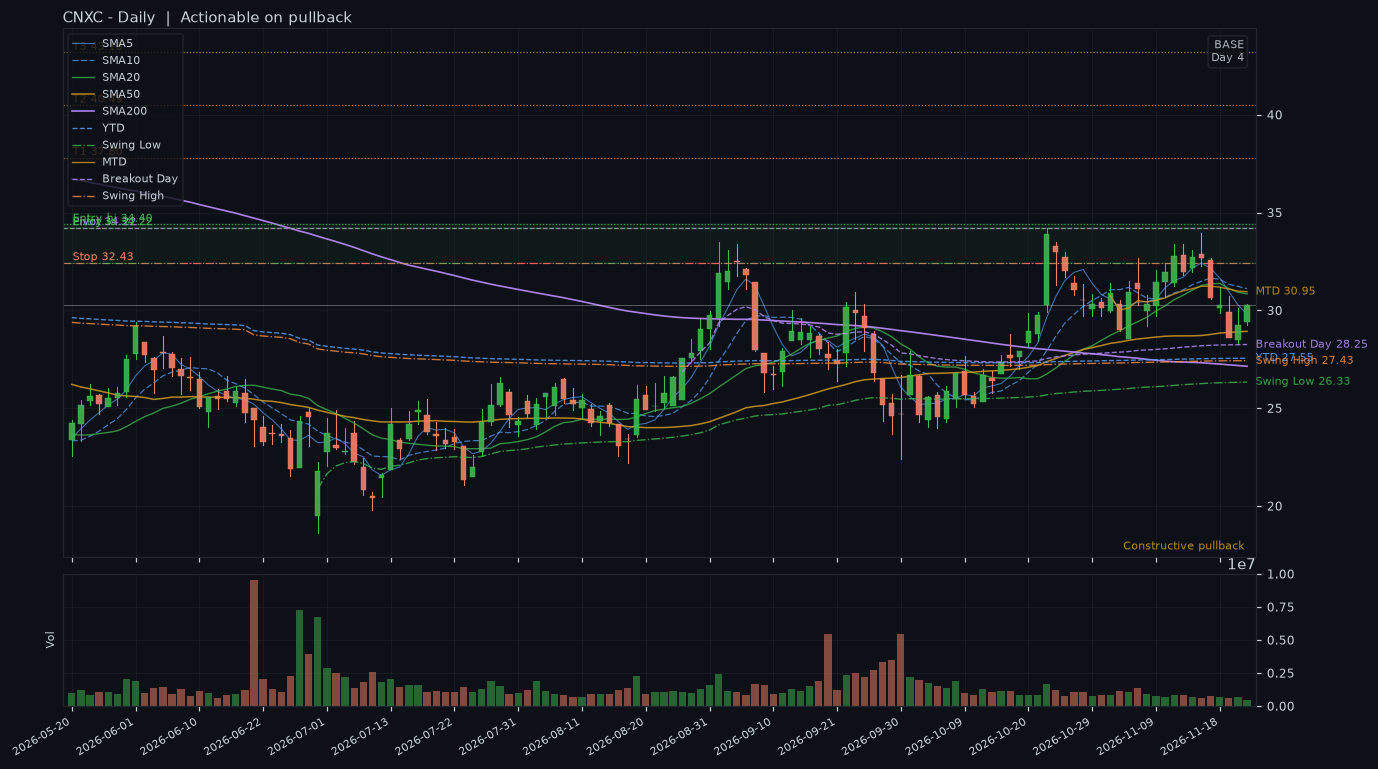 CNXC - Daily | Actionable on pullback
SMA5
SMA10
SMA20
SMA50
SMA200
YTD
Swing Low
MTD
Breakout Day
Swing High
BASE
Day 4
Stop 32.43
40
35
30
25
20
MTD 30.95
Breakout Day 28.25
Swing High 27.43
Swing Low 26.33
Constructive pullback
1e7
1.00
0.75
0.50
0.25
0.00
Vol
2026-05-20
2026-06-01
2026-06-10
2026-06-22
2026-07-01
2026-07-13
2026-07-22
2026-07-31
2026-08-11
2026-08-20
2026-08-31
2026-09-10
2026-09-21
2026-09-30
2026-10-09
2026-10-20
2026-10-29
2026-11-09
2026-11-18